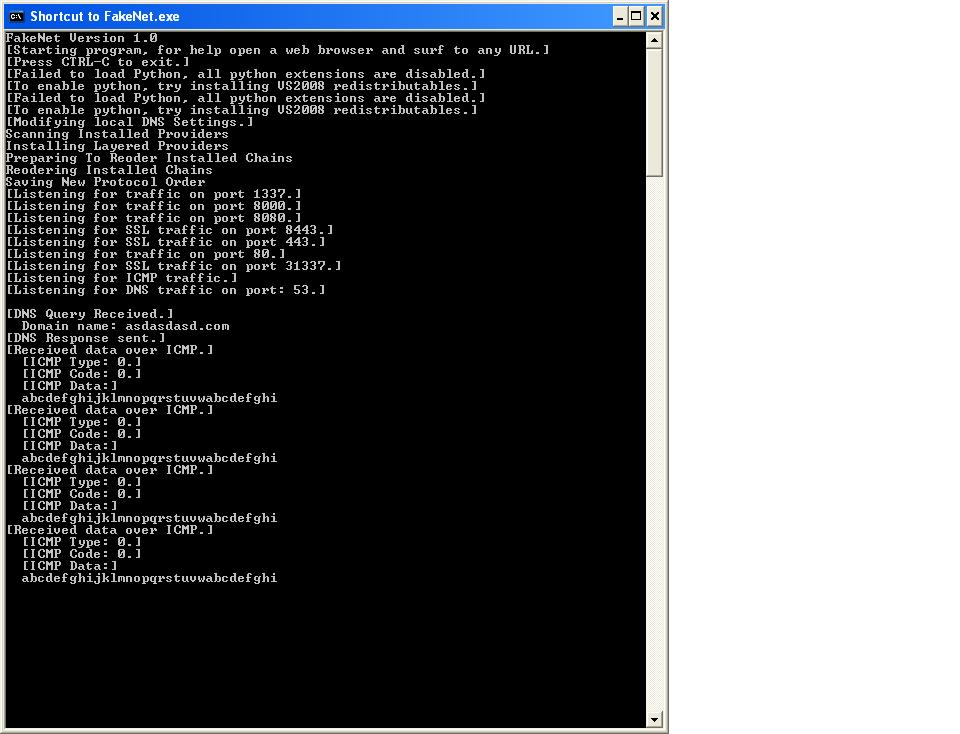 Shortcut to FakeNet.exe
FakeNet Version 1.0
[Starting program, for help open a web browser and surf to any URL.]
[Press CTRL-C to exit.]
[Failed to load Python, all python extensions are disabled.]
[To enable python, try installing VS2008 redistributables.]
[Failed to load Python, all python extensions are disabled.]
[To enable python, try installing VS2008 redistributables.]
[Modifying local DNS Settings.]
Scanning Installed Providers
Installing Layered Providers
Preparing To Reoder Installed Chains
Reodering Installed Chains
Saving New Protocol Order
[Listening for traffic on port 1337.]
[Listening for traffic on port 8000.]
[Listening for traffic on port 8080.]
[Listening for SSL traffic on port 8443.]
[Listening for SSL traffic on port 443.]
[Listening for traffic on port 80.]
[Listening for SSL traffic on port 31337.]
[Listening for ICMP traffic.]
[Listening for DNS traffic on port: 53.]

[DNS Query Received.]
  Domain name: asdasdasd.com
[DNS Response sent.]
[Received data over ICMP.]
  [ICMP Type: 0.]
  [ICMP Code: 0.]
  [ICMP Data:]
  abcdefghijklmnopqrstuvwabcdefghi
[Received data over ICMP.]
  [ICMP Type: 0.]
  [ICMP Code: 0.]
  [ICMP Data:]
  abcdefghijklmnopqrstuvwabcdefghi
[Received data over ICMP.]
  [ICMP Type: 0.]
  [ICMP Code: 0.]
  [ICMP Data:]
  abcdefghijklmnopqrstuvwabcdefghi
[Received data over ICMP.]
  [ICMP Type: 0.]
  [ICMP Code: 0.]
  [ICMP Data:]
  abcdefghijklmnopqrstuvwabcdefghi